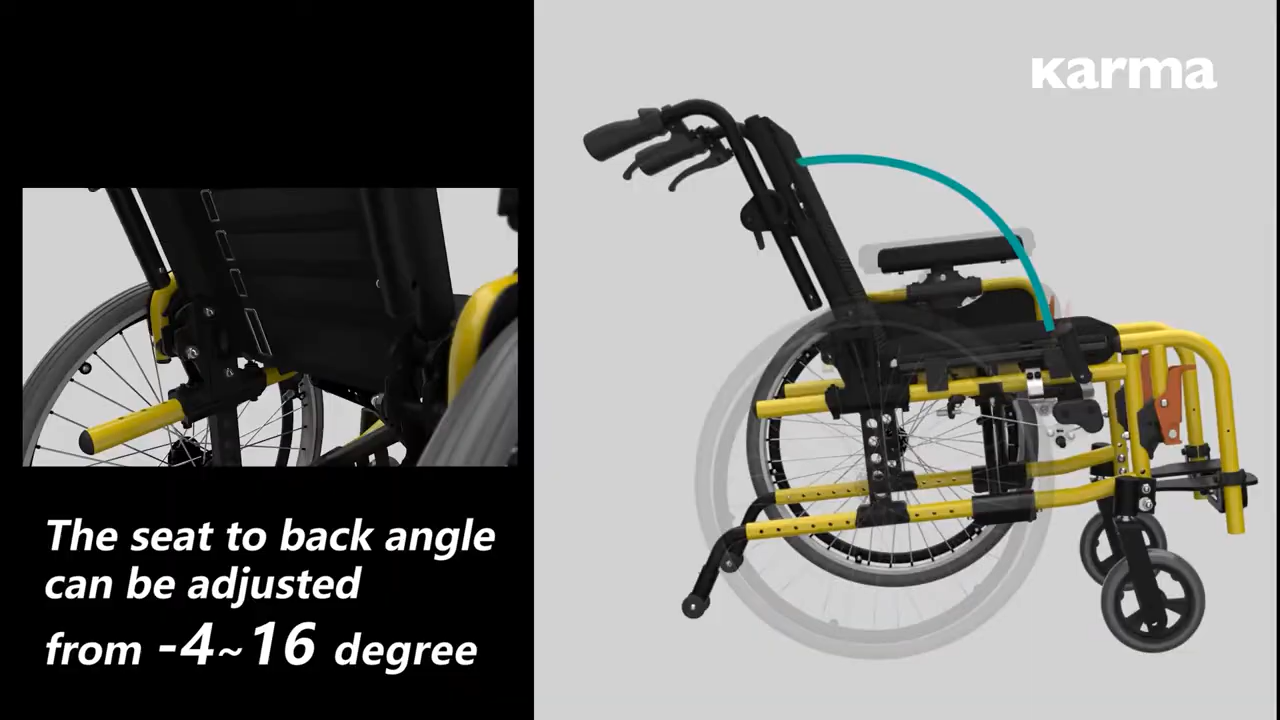 Karma
The seat to back angle
can be adjusted
from -4~16 degree